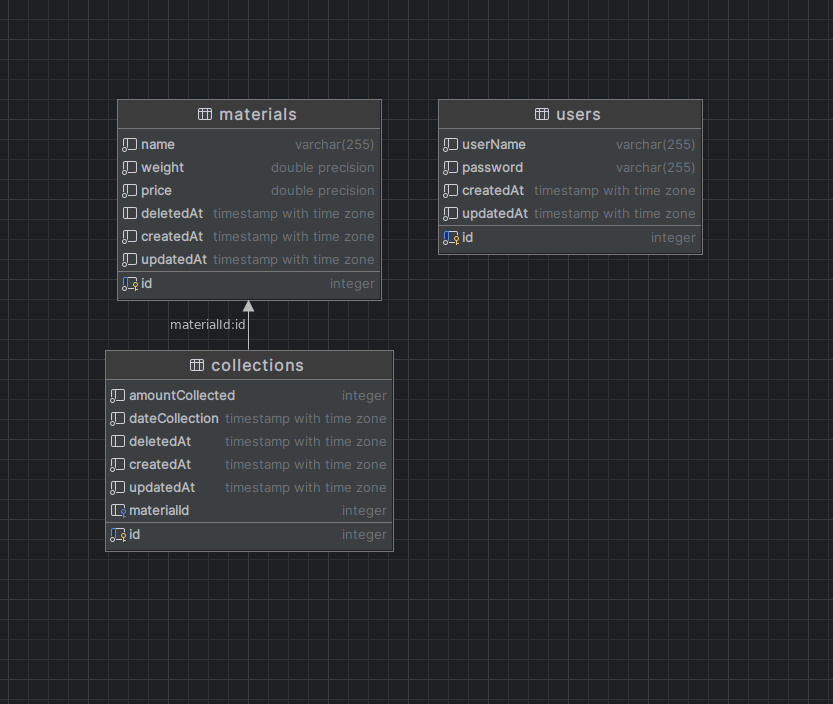 materials
name varchar(255)
weight double precision
price double precision
deletedAt timestamp with time zone
createdAt timestamp with time zone
updatedAt timestamp with time zone
id integer
users
userName varchar(255)
password varchar(255)
createdAt timestamp with time zone
updatedAt timestamp with time zone
id integer
materialId:id
collections
amountCollected integer
dateCollection timestamp with time zone
deletedAt timestamp with time zone
createdAt timestamp with time zone
updatedAt timestamp with time zone
materialId integer
id integer